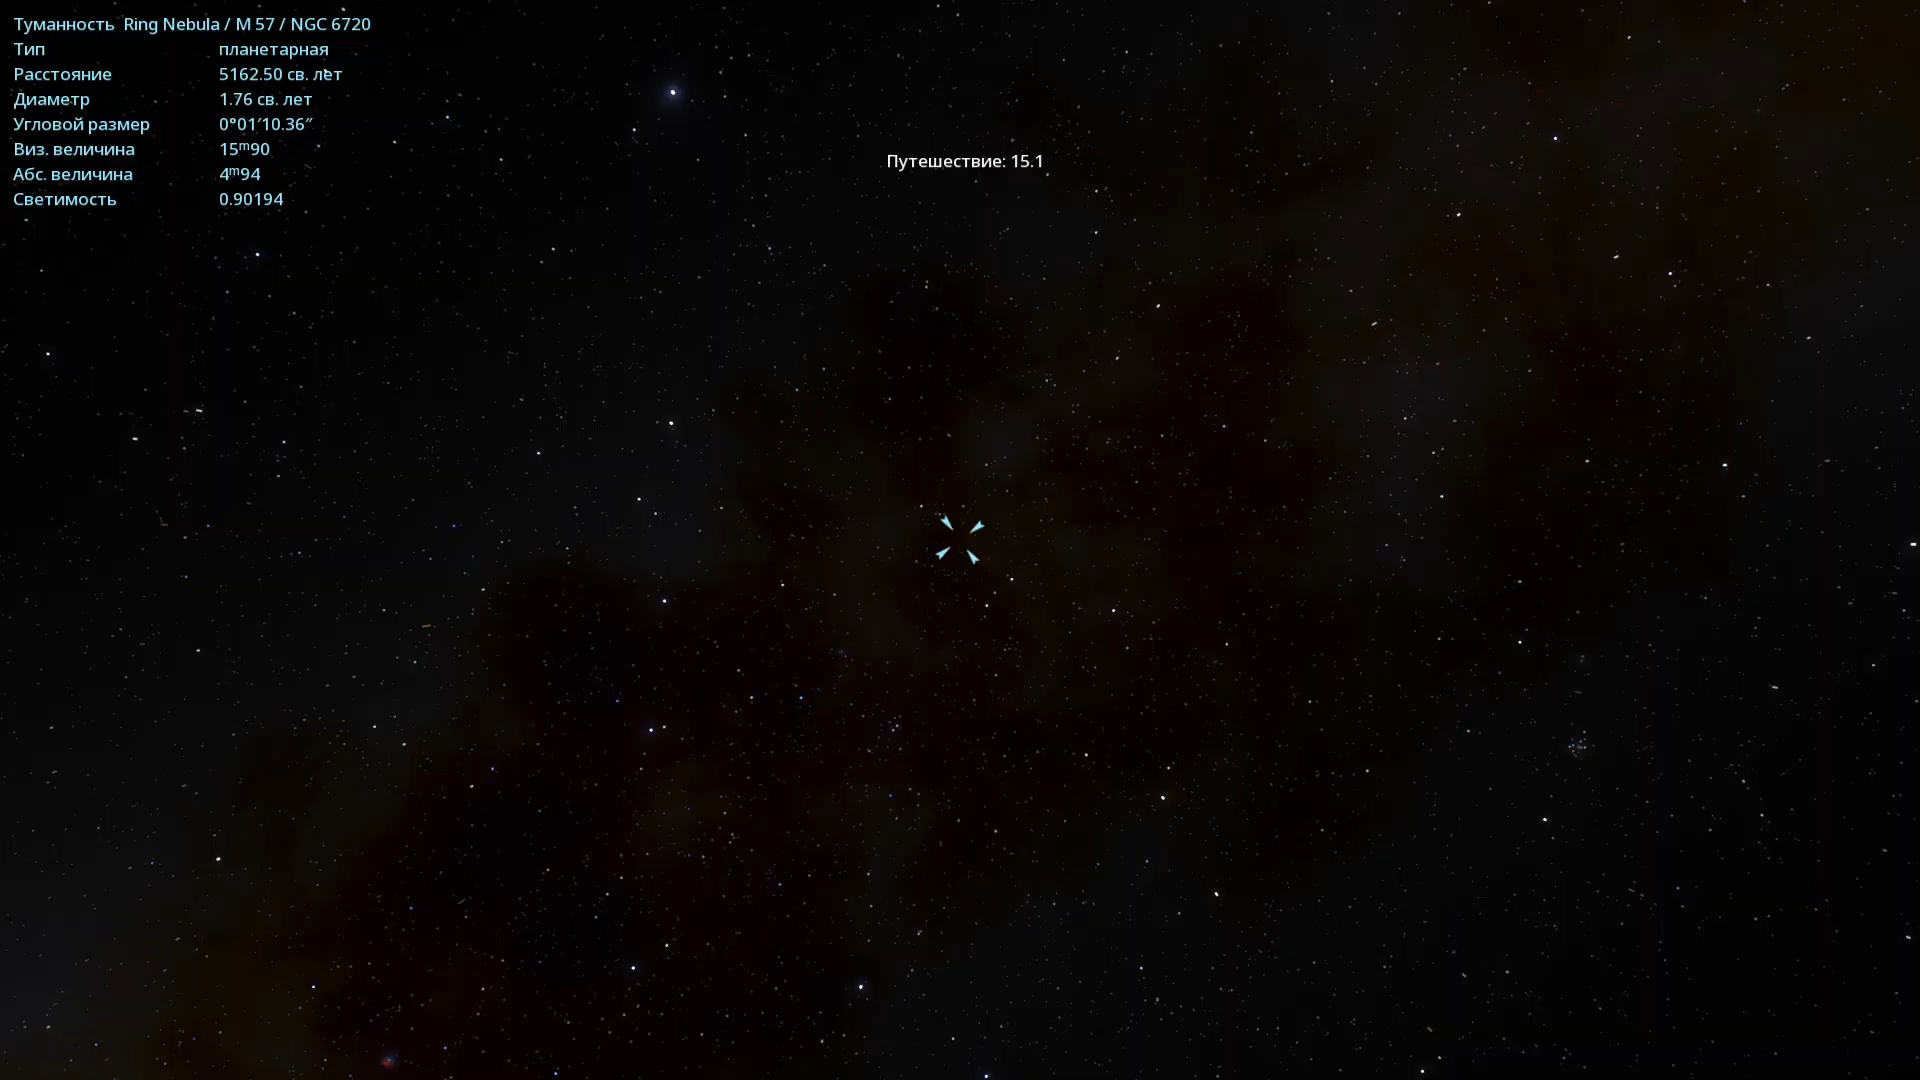 Туманность Ring Nebula / M 57 / NGC 6720
Тип планетарная
Расстояние 5162.50 св. лет
Диаметр 1.76 св. лет
Угловой размер 0°01′10.36″
Виз. величина 15ᵐ90
Абс. величина 4ᵐ94
Светимость 0.90194
Путешествие: 15.1